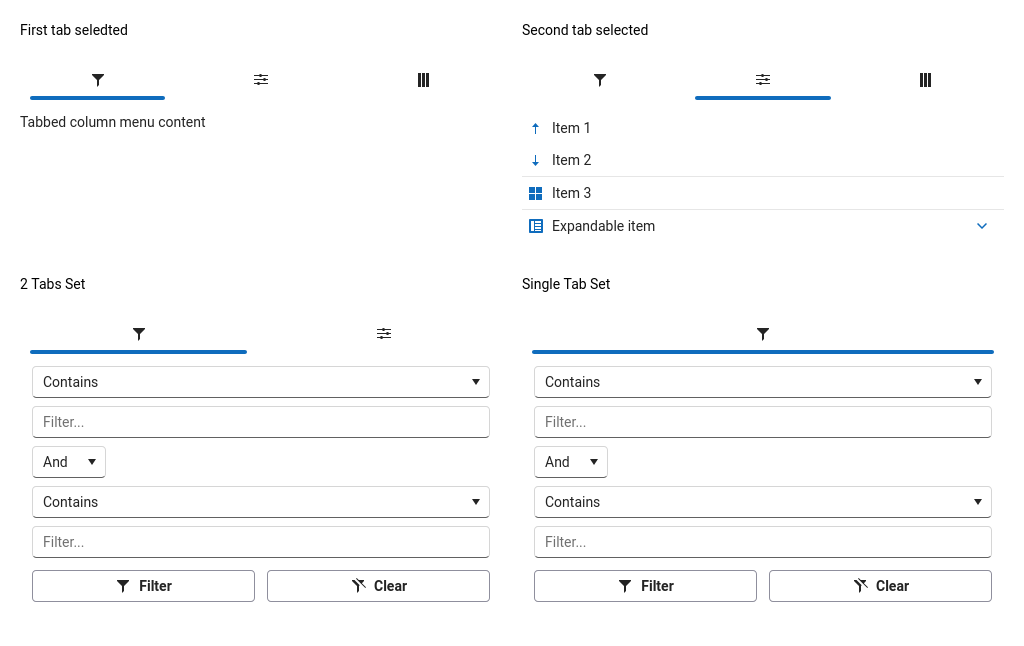 First tab seledted
Second tab selected
Tabbed column menu content
Item 1
Item 2
Item 3
Expandable item
2 Tabs Set
Single Tab Set
Contains
Filter...
And
Contains
Filter...
Filter
Clear
Contains
Filter...
And
Contains
Filter...
Filter
Clear